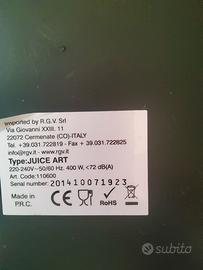 Imported by R.G.V. Srl
Via Giovanni XXIII, 11
22072 Cermenate (CO)-ITALY
Tel. +39.031.722819 - Fax +39.031.722825
info@rgv.it - www.rgv.it
Type:JUICE ART
220-240V~50/60 Hz. 400 W, <72 dB(A)
Art. Code:110600
Serial number: 201410071923
CE
RoHS
Made in P.R.C.
subito